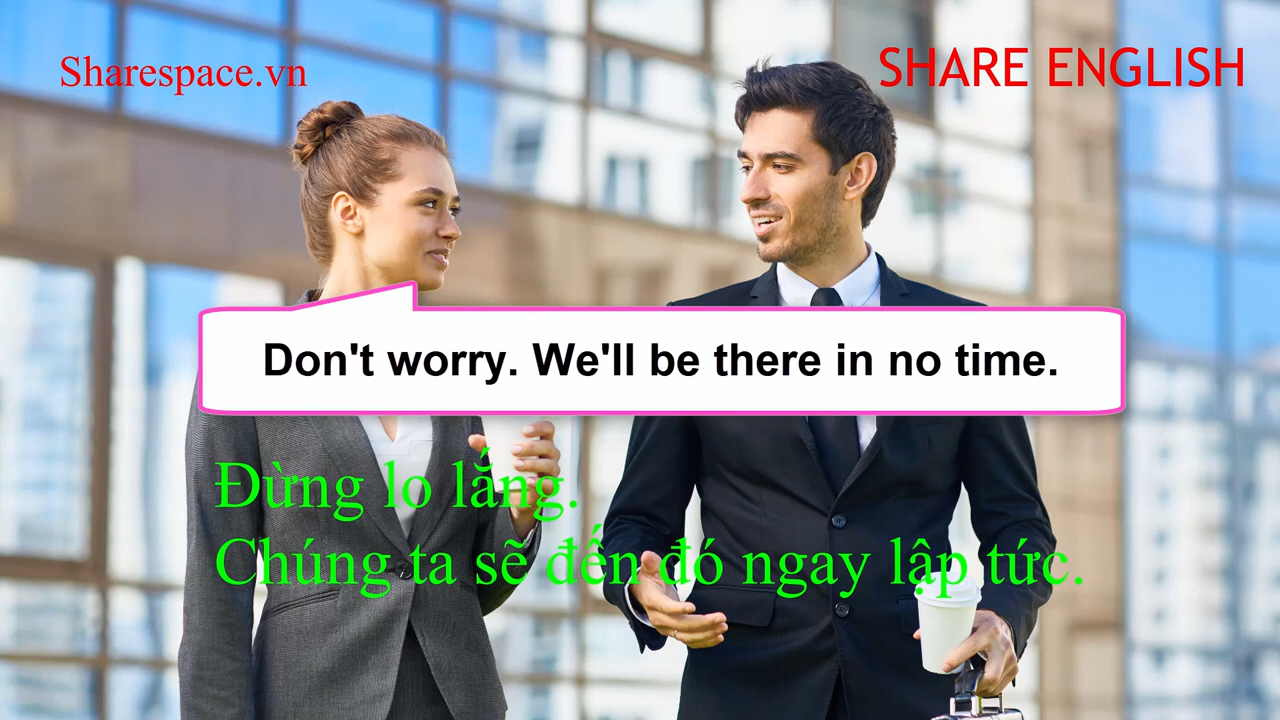 Sharespace.vn
SHARE ENGLISH
Don't worry. We'll be there in no time.
Đừng lo lắng.
Chúng ta sẽ đến đó ngay lập tức.